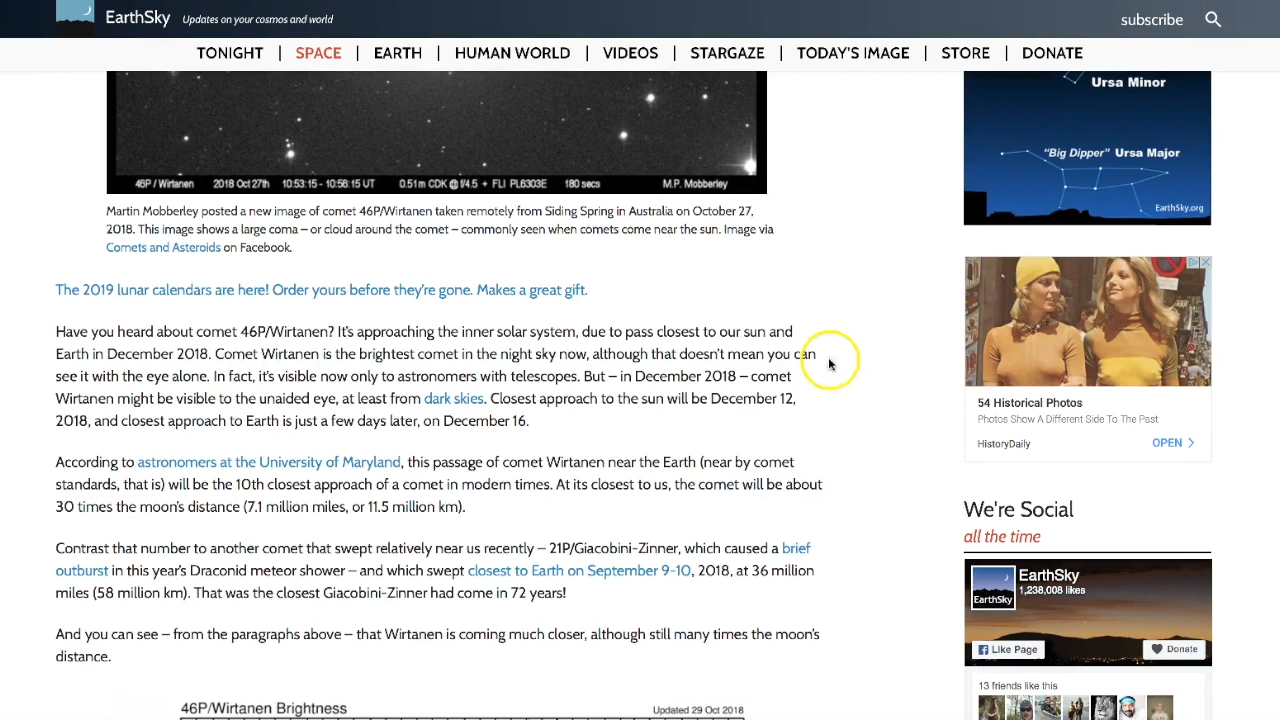 EarthSky
Updates on your cosmos and world
subscribe
TONIGHT | SPACE | EARTH | HUMAN WORLD | VIDEOS | STARGAZE | TODAY'S IMAGE | STORE | DONATE
46P / Wirtanen 2018 Oct 27th 10:53:15 - 10:56:15 UT 0.51m CDK @ f/4.5 + FLI PL6303E 180 secs M.P. Mobberley
Martin Mobberley posted a new image of comet 46P/Wirtanen taken remotely from Siding Spring in Australia on October 27,
2018. This image shows a large coma – or cloud around the comet – commonly seen when comets come near the sun. Image via
Comets and Asteroids on Facebook.
The 2019 lunar calendars are here! Order yours before they're gone. Makes a great gift.
Have you heard about comet 46P/Wirtanen? It's approaching the inner solar system, due to pass closest to our sun and
Earth in December 2018. Comet Wirtanen is the brightest comet in the night sky now, although that doesn't mean you can
see it with the eye alone. In fact, it's visible now only to astronomers with telescopes. But – in December 2018 – comet
Wirtanen might be visible to the unaided eye, at least from dark skies. Closest approach to the sun will be December 12,
2018, and closest approach to Earth is just a few days later, on December 16.
According to astronomers at the University of Maryland, this passage of comet Wirtanen near the Earth (near by comet
standards, that is) will be the 10th closest approach of a comet in modern times. At its closest to us, the comet will be about
30 times the moon's distance (7.1 million miles, or 11.5 million km).
Contrast that number to another comet that swept relatively near us recently – 21P/Giacobini-Zinner, which caused a brief
outburst in this year's Draconid meteor shower – and which swept closest to Earth on September 9-10, 2018, at 36 million
miles (58 million km). That was the closest Giacobini-Zinner had come in 72 years!
And you can see – from the paragraphs above – that Wirtanen is coming much closer, although still many times the moon's
distance.
46P/Wirtanen Brightness
Updated 29 Oct 2018
Ursa Minor
"Big Dipper" Ursa Major
EarthSky.org
54 Historical Photos
Photos Show A Different Side To The Past
HistoryDaily
OPEN
We're Social
all the time
EarthSky
EarthSky
1,238,008 likes
Like Page
Donate
13 friends like this